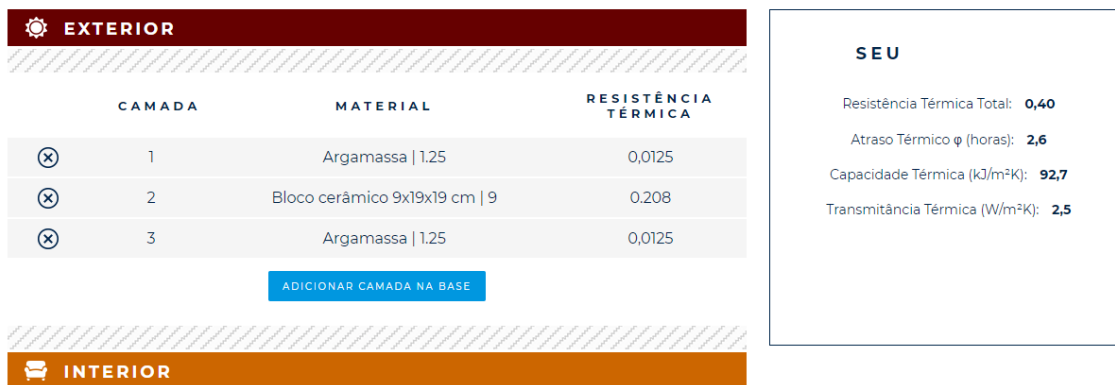 EXTERIOR
CAMADA MATERIAL RESISTÊNCIA TÉRMICA
1 Argamassa | 1.25 0,0125
2 Bloco cerâmico 9x19x19 cm | 9 0.208
3 Argamassa | 1.25 0,0125
ADICIONAR CAMADA NA BASE
INTERIOR
SEU
Resistência Térmica Total: 0,40
Atraso Térmico φ (horas): 2,6
Capacidade Térmica (kJ/m²K): 92,7
Transmitância Térmica (W/m²K): 2,5